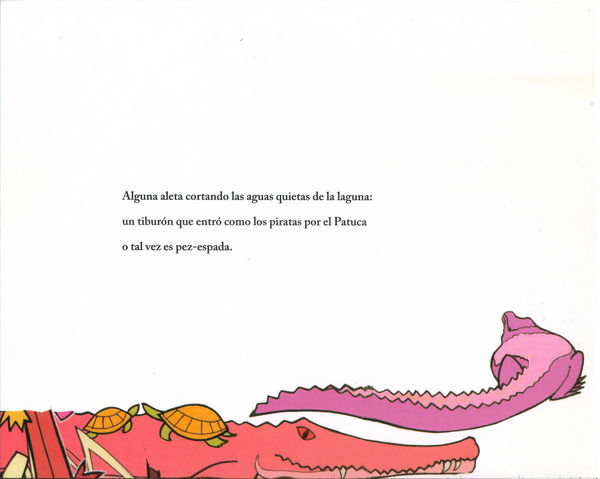 Alguna aleta cortando las aguas quietas de la laguna:
un tiburón que entró como los piratas por el Patuca
o tal vez es pez-espada.